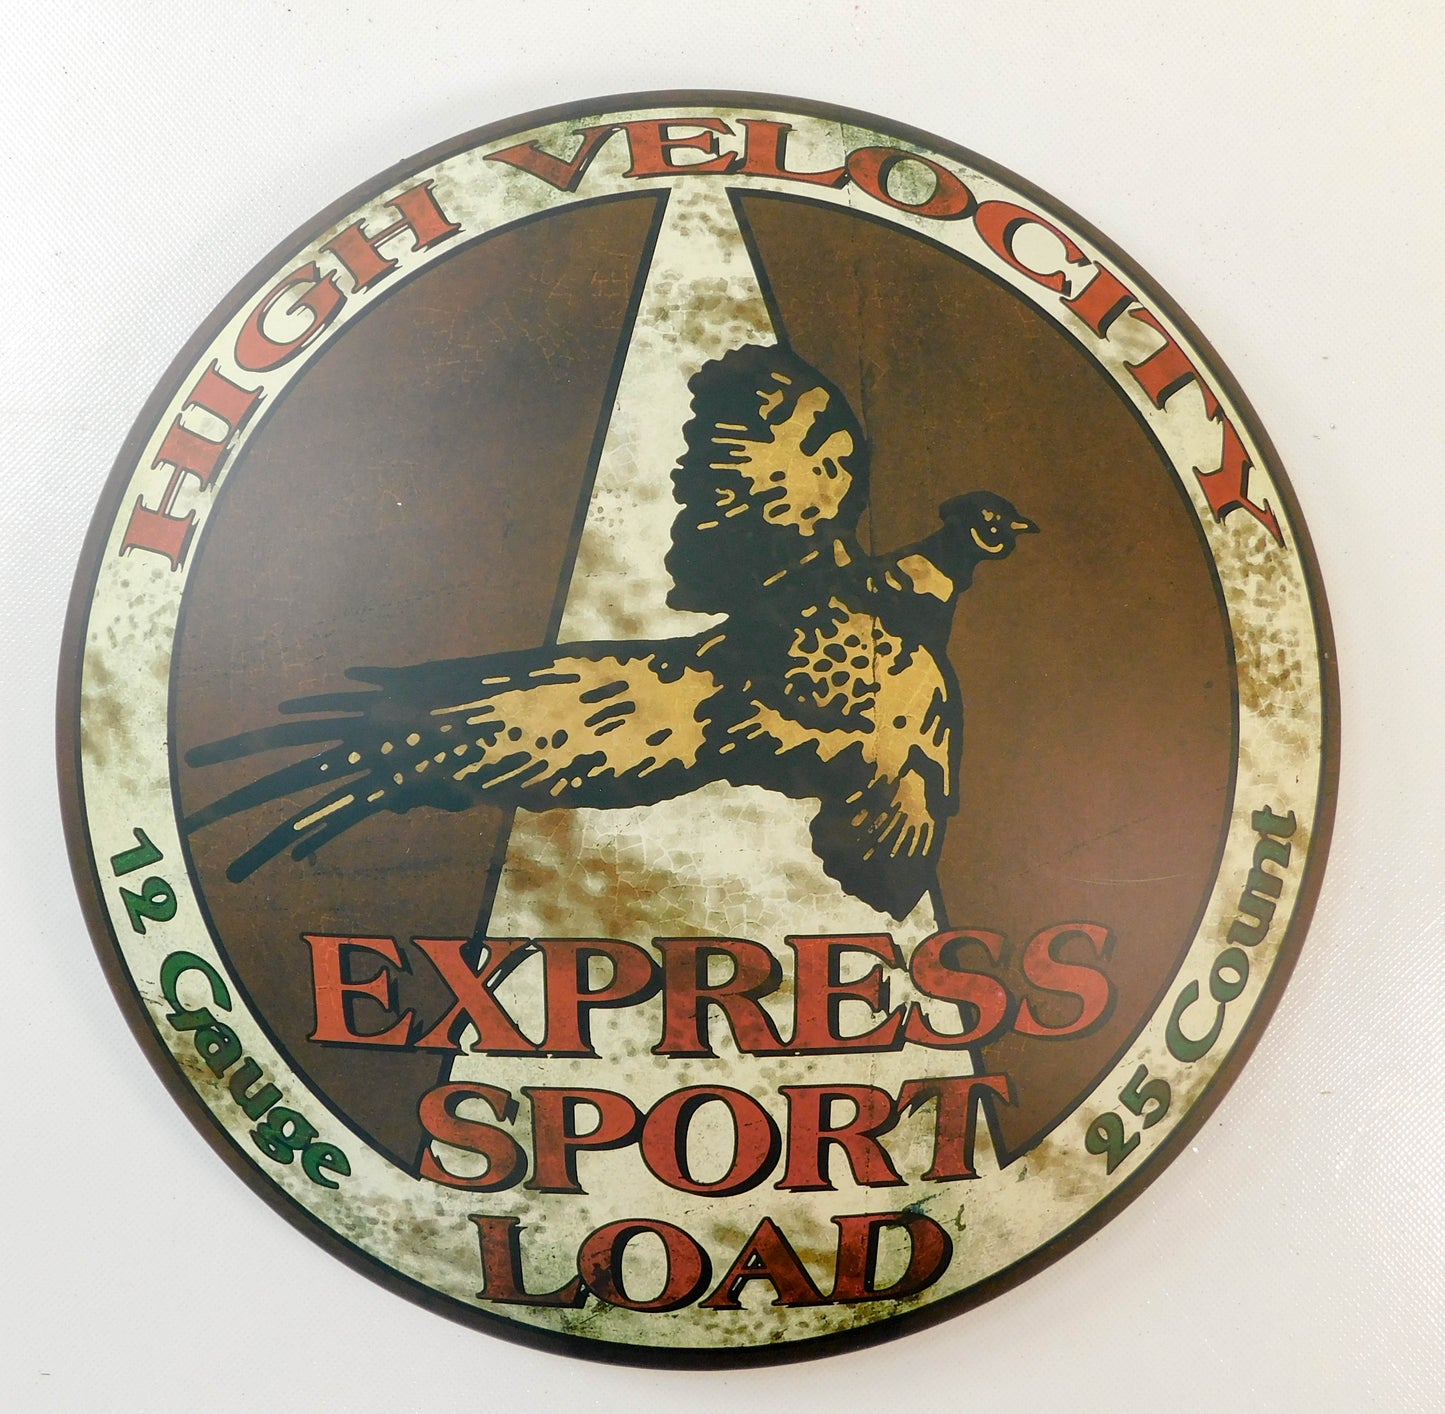 HIGH VELOCITY
EXPRESS
SPORT
LOAD
12 Gauge
25 Count